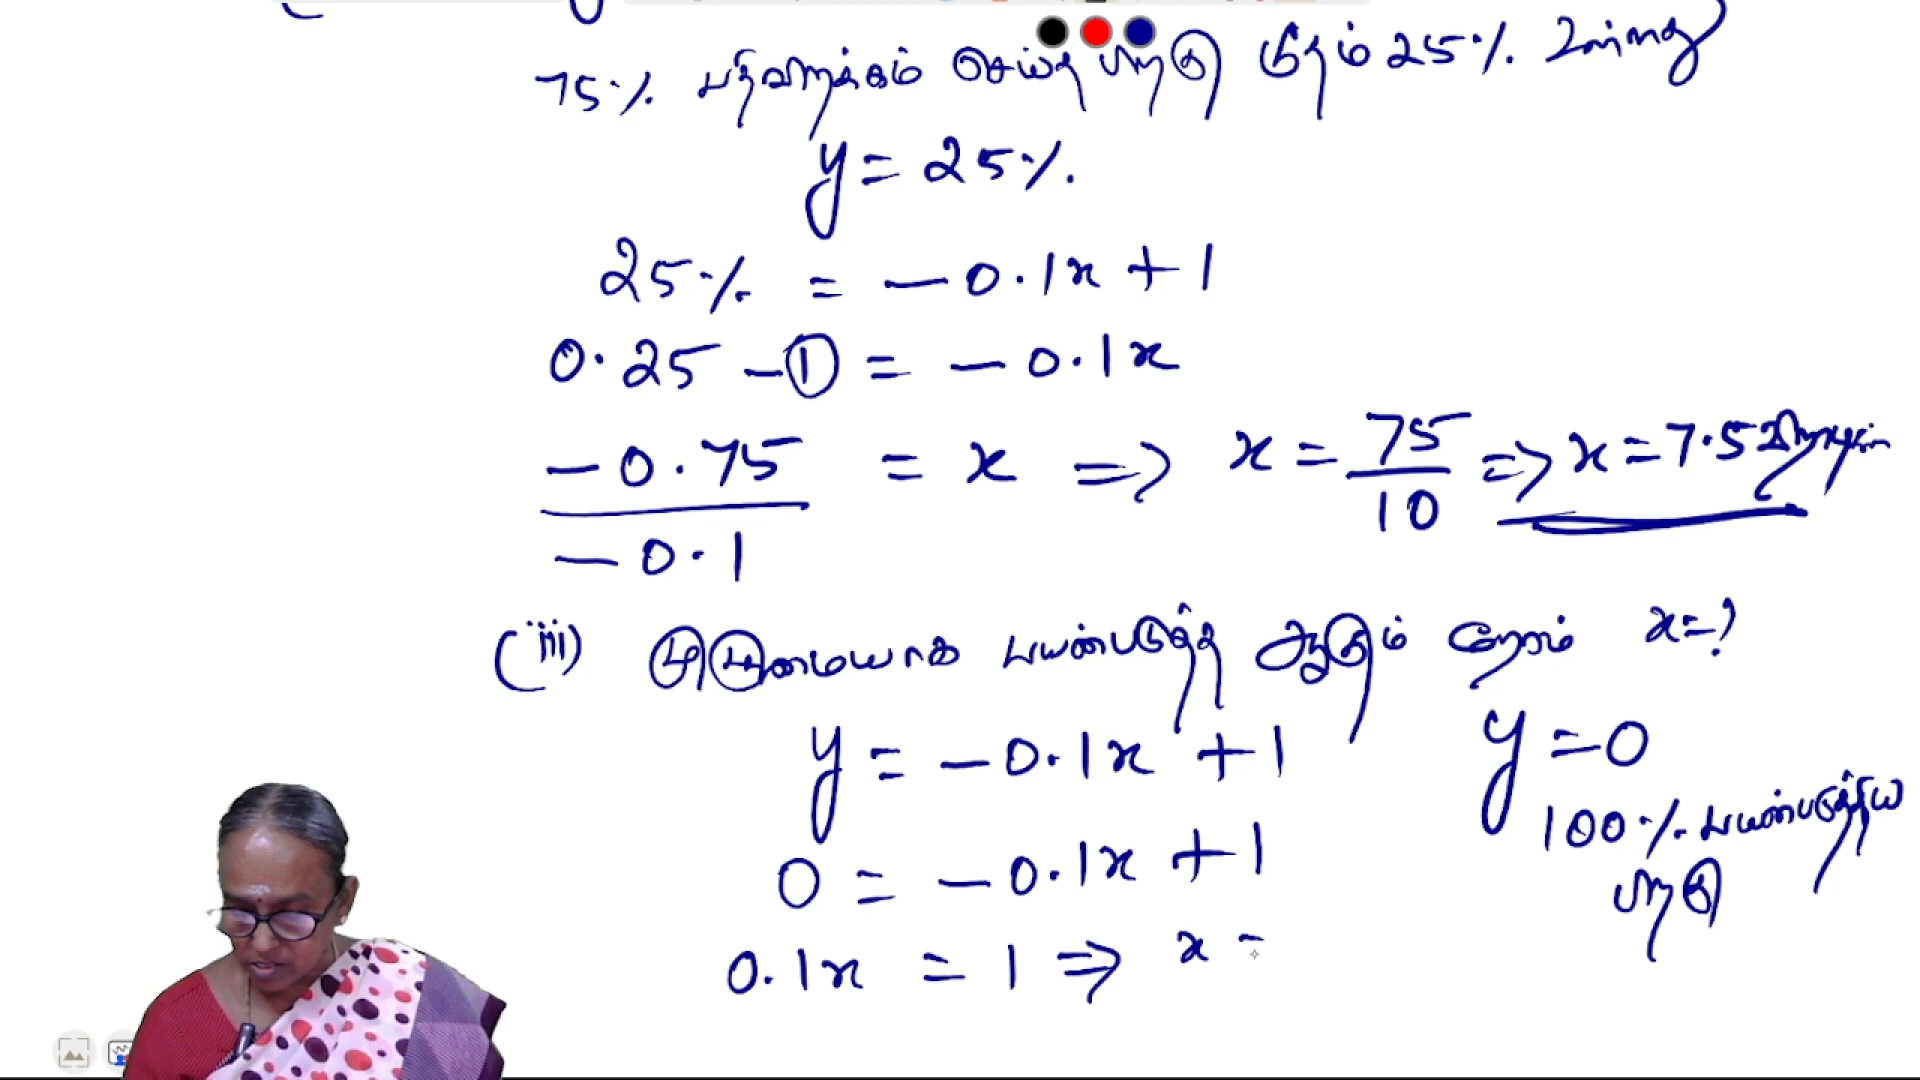 75% பதிவிறக்கம் செய்த பிறகு மீதம் 25% உள்ளது
y = 25%
25% = -0.1x + 1
0.25 - 1 = -0.1x
-0.75 / -0.1 = x => x = 75/10 => x = 7.5
(iii) முழுமையாக பயன்படுத்த ஆகும் நேரம் x=?
y = -0.1x + 1 y = 0
100% பயன்படுத்திய
0 = -0.1x + 1 பிறகு
0.1x = 1 => x =